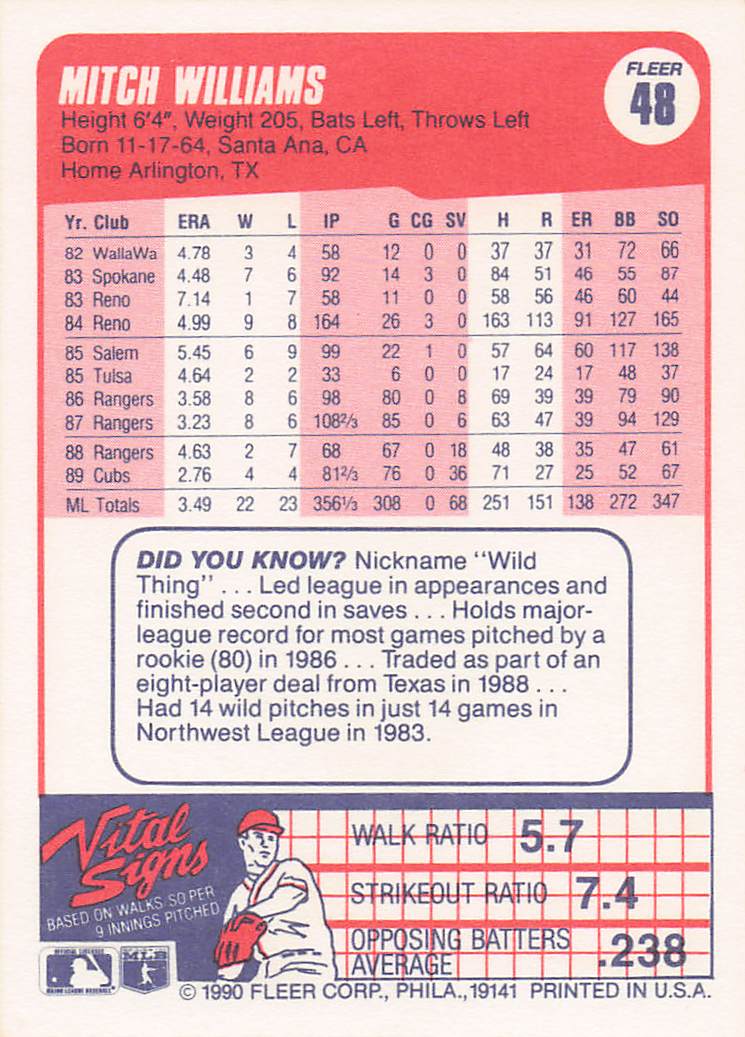 MITCH WILLIAMS
FLEER
48
Height 6'4", Weight 205, Bats Left, Throws Left
Born 11-17-64, Santa Ana, CA
Home Arlington, TX
Yr. Club ERA W L IP G CG SV H R ER BB SO
82 WallaWa 4.78 3 4 58 12 0 0 37 37 31 72 66
83 Spokane 4.48 7 6 92 14 3 0 84 51 46 55 87
83 Reno 7.14 1 7 58 11 0 0 58 56 46 60 44
84 Reno 4.99 9 8 164 26 3 0 163 113 91 127 165
85 Salem 5.45 6 9 99 22 1 0 57 64 60 117 138
85 Tulsa 4.64 2 2 33 6 0 0 17 24 17 48 37
86 Rangers 3.58 8 6 98 80 0 8 69 39 39 79 90
87 Rangers 3.23 8 6 108 2/3 85 0 6 63 47 39 94 129
88 Rangers 4.63 2 7 68 67 0 18 48 38 35 47 61
89 Cubs 2.76 4 4 81 2/3 76 0 36 71 27 25 52 67
ML Totals 3.49 22 23 356 1/3 308 0 68 251 151 138 272 347
DID YOU KNOW? Nickname "Wild
Thing" . . . Led league in appearances and
finished second in saves . . . Holds major-
league record for most games pitched by a
rookie (80) in 1986 . . . Traded as part of an
eight-player deal from Texas in 1988 . . .
Had 14 wild pitches in just 14 games in
Northwest League in 1983.
Vital
Signs
BASED ON WALKS, SO PER
9 INNINGS PITCHED
WALK RATIO 5.7
STRIKEOUT RATIO 7.4
OPPOSING BATTERS
AVERAGE .238
OFFICIAL LICENSEE
MAJOR LEAGUE BASEBALL
MLB
© 1990 FLEER CORP., PHILA., 19141 PRINTED IN U.S.A.